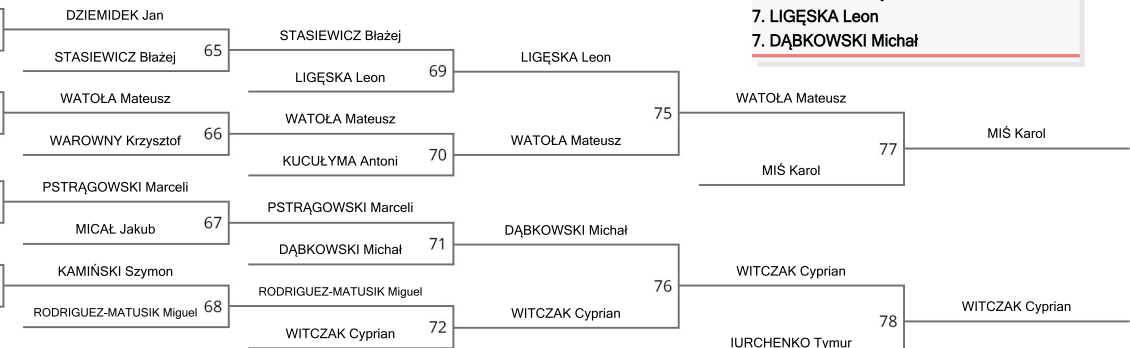 DZIEMIDEK Jan
STASIEWICZ Błażej
65
STASIEWICZ Błażej
LIGĘSKA Leon
69
WATOŁA Mateusz
WAROWNY Krzysztof
66
WATOŁA Mateusz
KUCUŁYMA Antoni
70
PSTRĄGOWSKI Marceli
MICAŁ Jakub
67
PSTRĄGOWSKI Marceli
DĄBKOWSKI Michał
71
KAMIŃSKI Szymon
RODRIGUEZ-MATUSIK Miguel
68
RODRIGUEZ-MATUSIK Miguel
WITCZAK Cyprian
72
LIGĘSKA Leon
WATOŁA Mateusz
75
DĄBKOWSKI Michał
WITCZAK Cyprian
76
WATOŁA Mateusz
MIŚ Karol
77
MIŚ Karol
WITCZAK Cyprian
IURCHENKO Tymur
78
WITCZAK Cyprian
7. LIGĘSKA Leon
7. DĄBKOWSKI Michał